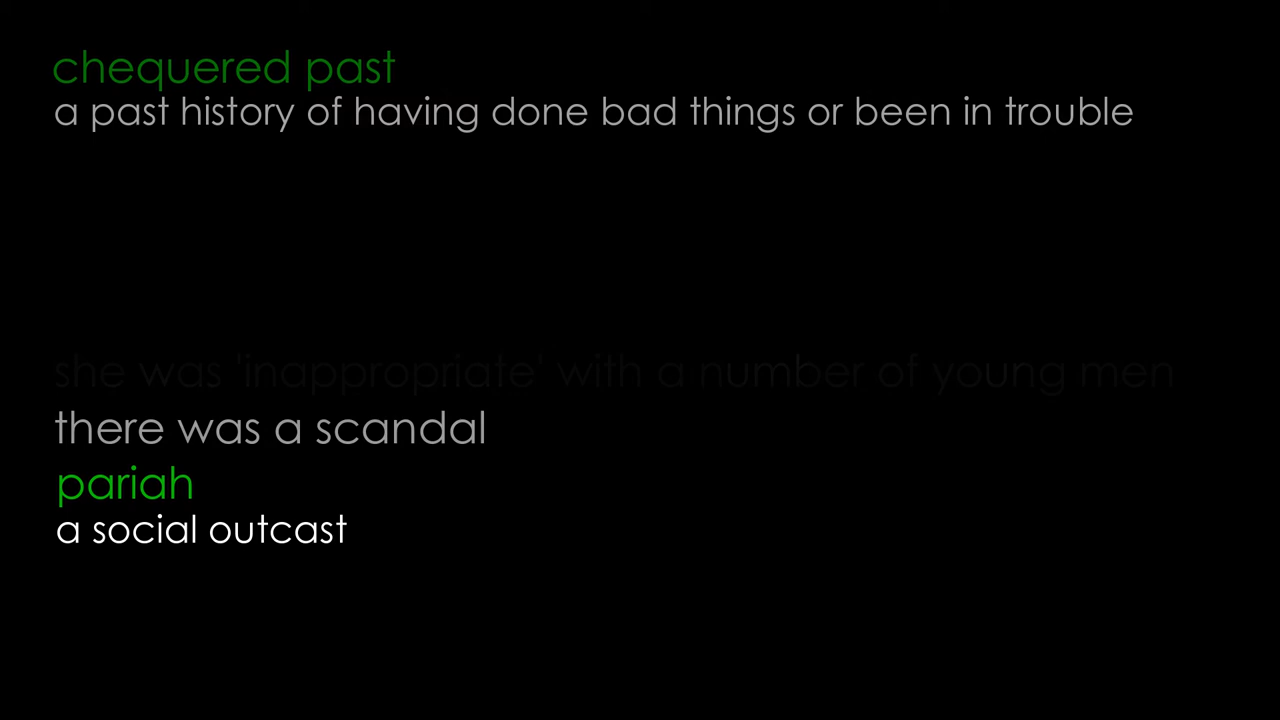 chequered past
a past history of having done bad things or been in trouble
she was 'inappropriate' with a number of young men
there was a scandal
pariah
a social outcast